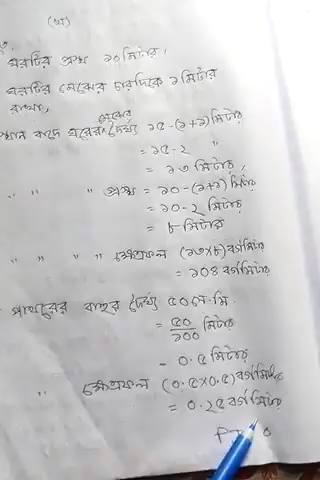 (খ)
ঘরটির প্রস্থ ১০ মিটার,
ঘরটির মেঝের চারদিকে ১ মিটার
মেঝের
বাদে ঘরের দৈর্ঘ্য ১৫-(১+১) মিটার
= ১৫-২ "
= ১৩ মিটার,
∴ " " " প্রস্থ = ১০-(১+১) মিটার
= ১০-২ মিটার
= ৮ মিটার
" " " ক্ষেত্রফল (১৩×৮) বর্গমিটার
= ১০৪ বর্গমিটার
পাথরের বাহুর দৈর্ঘ্য ৫০ সে.মি.
= ৫০/১০০ মিটার
= ০.৫ মিটার
" ক্ষেত্রফল (০.৫×০.৫) বর্গমিটার
= ০.২৫ বর্গমিটার